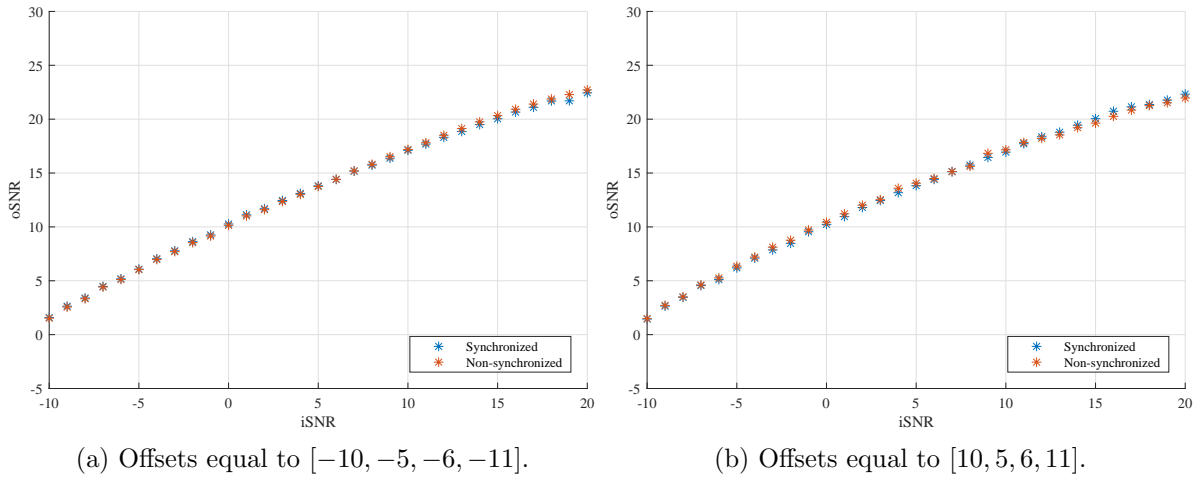 30
25
20
15
10
5
0
-5
oSNR
-10 -5 0 5 10 15 20
iSNR
Synchronized
Non-synchronized
(a) Offsets equal to [−10, −5, −6, −11].
30
25
20
15
10
5
0
-5
oSNR
-10 -5 0 5 10 15 20
iSNR
Synchronized
Non-synchronized
(b) Offsets equal to [10, 5, 6, 11].